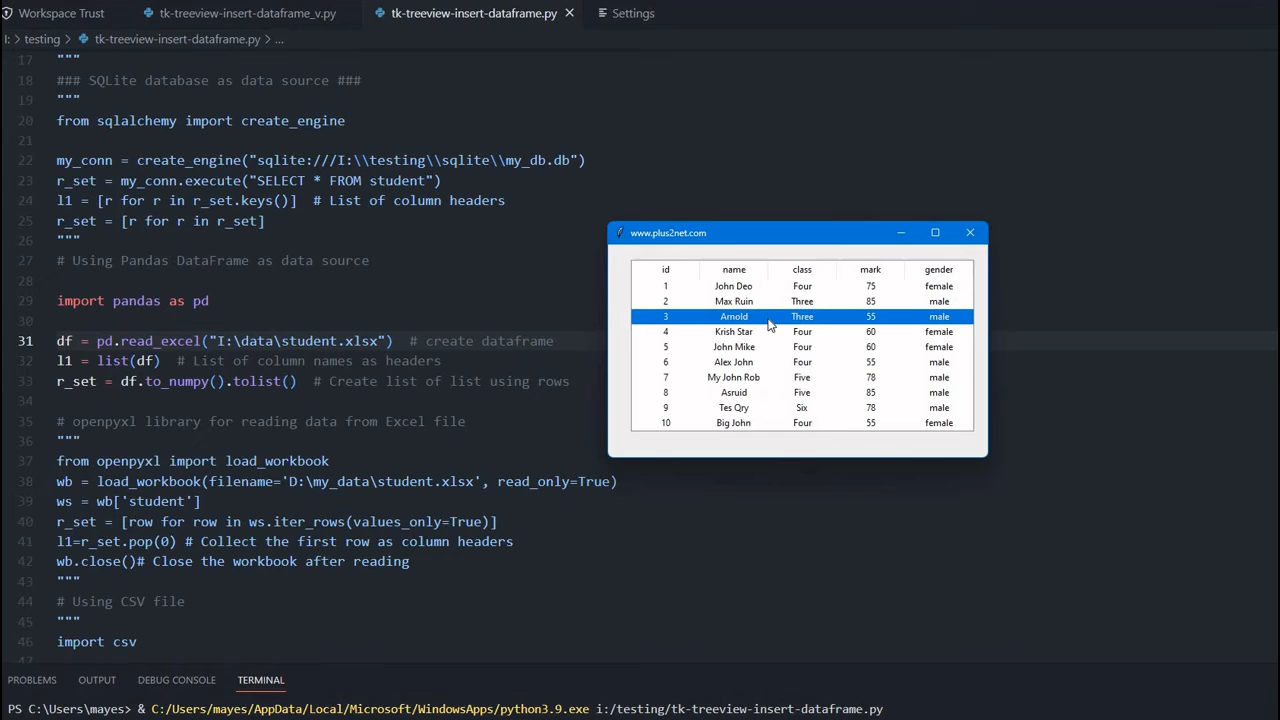 Workspace Trust tk-treeview-insert-dataframe_v.py tk-treeview-insert-dataframe.py Settings
I: testing tk-treeview-insert-dataframe.py ...
17 """
18 ### SQLite database as data source ###
19 """
20 from sqlalchemy import create_engine
21
22 my_conn = create_engine("sqlite:///I:\\testing\\sqlite\\my_db.db")
23 r_set = my_conn.execute("SELECT * FROM student")
24 l1 = [r for r in r_set.keys()] # List of column headers
25 r_set = [r for r in r_set]
26 """
27 # Using Pandas DataFrame as data source
28
29 import pandas as pd
30
31 df = pd.read_excel("I:\data\student.xlsx") # create dataframe
32 l1 = list(df) # List of column names as headers
33 r_set = df.to_numpy().tolist() # Create list of list using rows
34
35 # openpyxl library for reading data from Excel file
36 """
37 from openpyxl import load_workbook
38 wb = load_workbook(filename='D:\my_data\student.xlsx', read_only=True)
39 ws = wb['student']
40 r_set = [row for row in ws.iter_rows(values_only=True)]
41 l1=r_set.pop(0) # Collect the first row as column headers
42 wb.close()# Close the workbook after reading
43 """
44 # Using CSV file
45 """
46 import csv
www.plus2net.com
id name class mark gender
1 John Deo Four 75 female
2 Max Ruin Three 85 male
3 Arnold Three 55 male
4 Krish Star Four 60 female
5 John Mike Four 60 female
6 Alex John Four 55 male
7 My John Rob Five 78 male
8 Asruid Five 85 male
9 Tes Qry Six 78 male
10 Big John Four 55 female
PROBLEMS OUTPUT DEBUG CONSOLE TERMINAL
PS C:\Users\mayes> & C:/Users/mayes/AppData/Local/Microsoft/WindowsApps/python3.9.exe i:/testing/tk-treeview-insert-dataframe.py